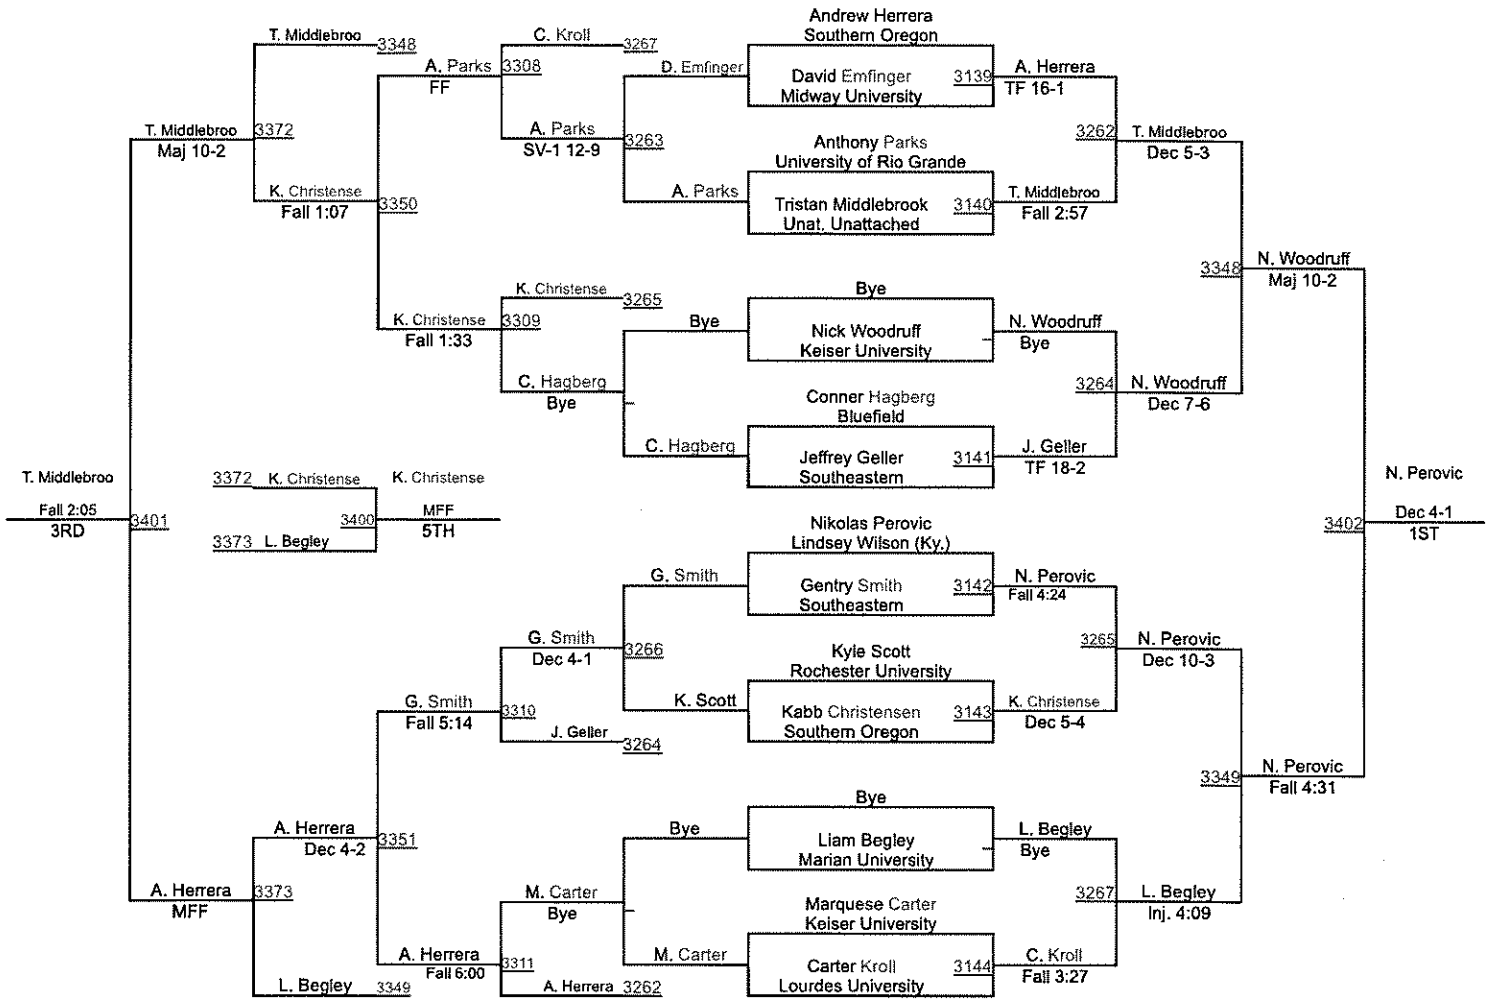 Andrew Herrera
Southern Oregon
T. Middlebroo
3348
C. Kroll
3267
A. Parks
3308
FF
D. Emfinger
David Emfinger
3139
A. Herrera
Midway University
TF 16-1
T. Middlebroo
3372
Maj 10-2
A. Parks
3263
SV-1 12-9
Anthony Parks
University of Rio Grande
3262
T. Middlebroo
Dec 5-3
K. Christense
3350
Fall 1:07
A. Parks
Tristan Middlebrook
3140
T. Middlebroo
Unat. Unattached
Fall 2:57
3348
N. Woodruff
Maj 10-2
K. Christense
3265
Bye
K. Christense
3309
Fall 1:33
Bye
Nick Woodruff
N. Woodruff
Keiser University
Bye
C. Hagberg
Bye
Conner Hagberg
Bluefield
3264
N. Woodruff
Dec 7-6
C. Hagberg
Jeffrey Geller
3141
J. Geller
Southeastern
TF 18-2
T. Middlebroo
3372
K. Christense
K. Christense
N. Perovic
Fall 2:05
3401
3RD
3400
MFF
5TH
3402
Dec 4-1
1ST
3373
L. Begley
Nikolas Perovic
Lindsey Wilson (Ky.)
G. Smith
Gentry Smith
3142
N. Perovic
Southeastern
Fall 4:24
G. Smith
3266
Dec 4-1
Kyle Scott
Rochester University
3265
N. Perovic
Dec 10-3
G. Smith
3310
Fall 5:14
K. Scott
Kabb Christensen
3143
K. Christense
Southern Oregon
Dec 5-4
J. Geller
3264
3349
N. Perovic
Fall 4:31
Bye
A. Herrera
3351
Dec 4-2
Bye
Liam Begley
L. Begley
Marian University
Bye
A. Herrera
3373
MFF
M. Carter
Bye
Marquese Carter
Keiser University
3267
L. Begley
Inj. 4:09
A. Herrera
3311
Fall 6:00
M. Carter
Carter Kroll
3144
C. Kroll
Lourdes University
Fall 3:27
L. Begley
3349
A. Herrera
3262